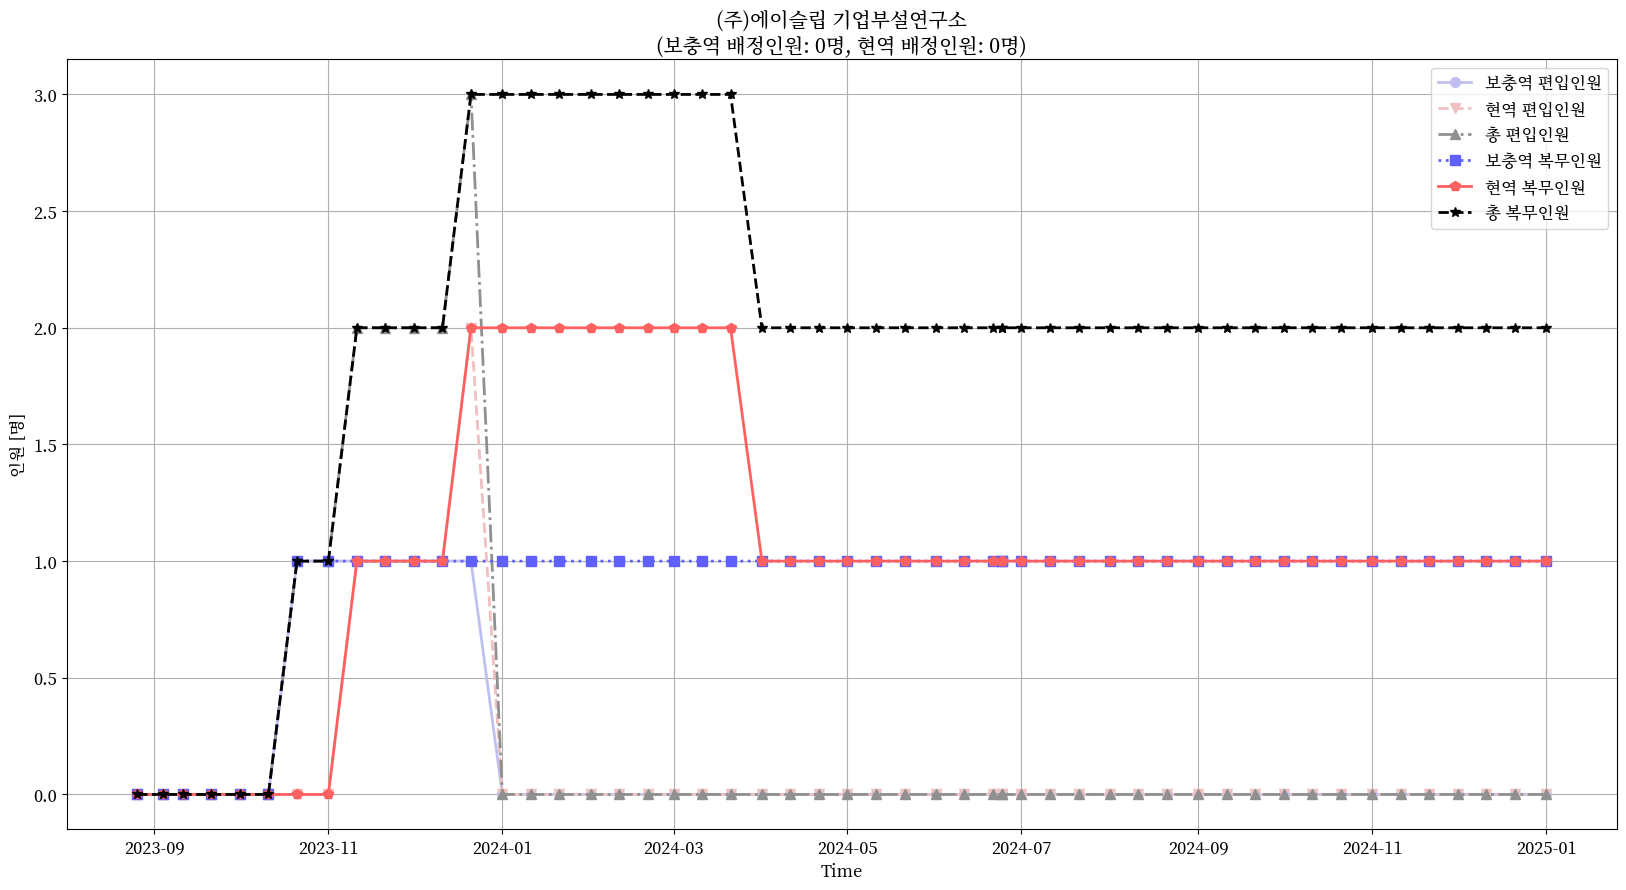 (주)에이슬립 기업부설연구소
(보충역 배정인원: 0명, 현역 배정인원: 0명)
보충역 편입인원
현역 편입인원
총 편입인원
보충역 복무인원
현역 복무인원
총 복무인원
인원 [명]
3.0
2.5
2.0
1.5
1.0
0.5
0.0
2023-09
2023-11
2024-01
2024-03
2024-05
2024-07
2024-09
2024-11
2025-01
Time